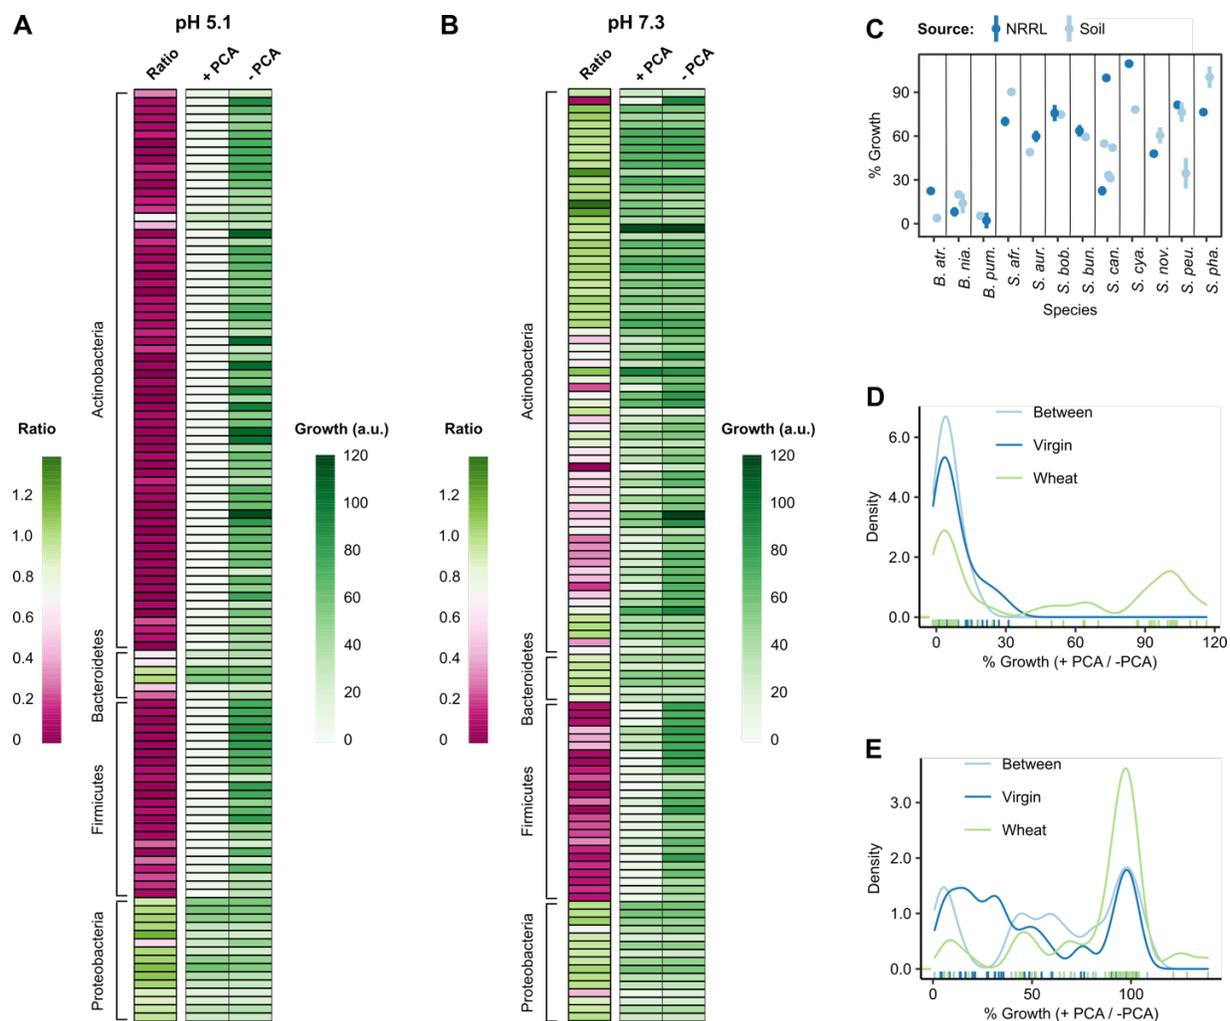 A
pH 5.1
Ratio
+ PCA
- PCA
Actinobacteria
Bacteroidetes
Firmicutes
Proteobacteria
Ratio
1.2
1.0
0.8
0.6
0.4
0.2
0
Growth (a.u.)
120
100
80
60
40
20
0
B
pH 7.3
Ratio
+ PCA
- PCA
Actinobacteria
Bacteroidetes
Firmicutes
Proteobacteria
Ratio
1.2
1.0
0.8
0.6
0.4
0.2
0
Growth (a.u.)
120
100
80
60
40
20
0
C
Source: NRRL Soil
% Growth
90
60
30
0
B. atr.
B. nia.
B. pum.
S. afr.
S. aur.
S. bob.
S. bun.
S. can.
S. cya.
S. nov.
S. peu.
S. pha.
Species
D
Between
Virgin
Wheat
Density
6.0
4.0
2.0
0.0
0 30 60 90 120
% Growth (+ PCA / -PCA)
E
Between
Virgin
Wheat
Density
3.0
2.0
1.0
0.0
0 50 100
% Growth (+ PCA / -PCA)